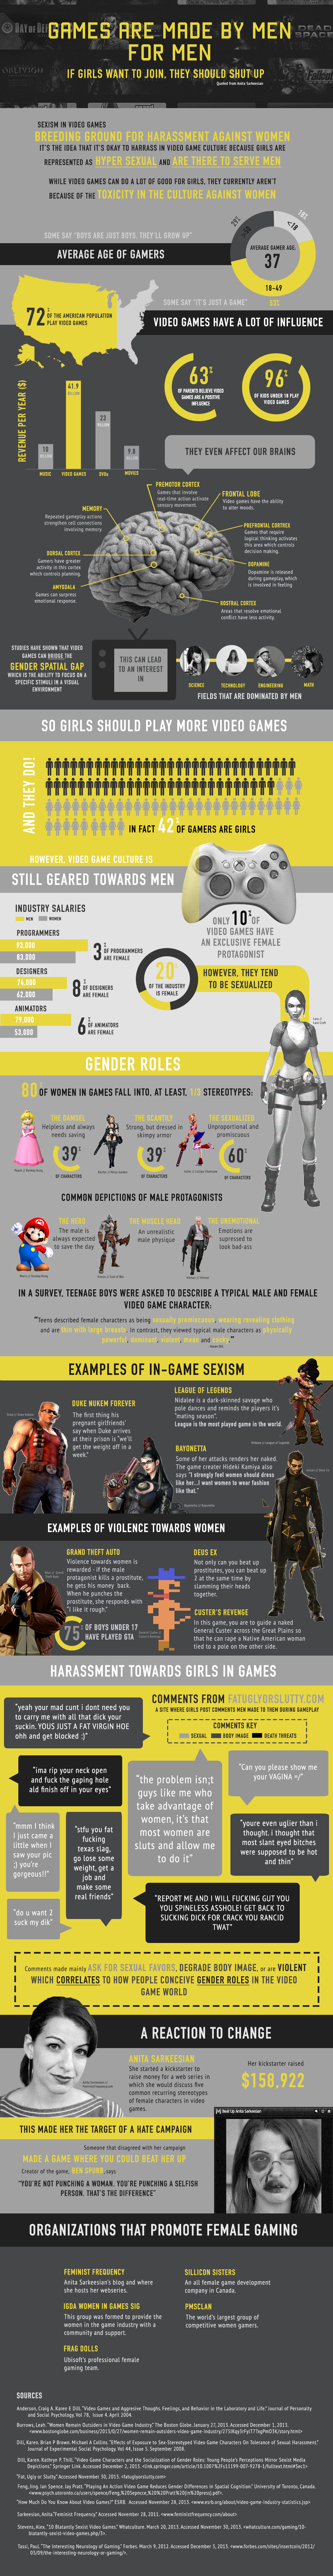 GAMES ARE MADE BY MEN
FOR MEN
IF GIRLS WANT TO JOIN, THEY SHOULD SHUT UP
Quoted from Anita Sarkeesian
SEXISM IN VIDEO GAMES
BREEDING GROUND FOR HARASSMENT AGAINST WOMEN
IT'S THE IDEA THAT IT'S OKAY TO HARRASS IN VIDEO GAME CULTURE BECAUSE GIRLS ARE
REPRESENTED AS: HYPER SEXUAL AND ARE THERE TO SERVE MEN
WHILE VIDEO GAMES CAN DO A LOT OF GOOD FOR GIRLS, THEY CURRENTLY AREN'T
BECAUSE OF THE TOXICITY IN THE CULTURE AGAINST WOMEN
SOME SAY "BOYS ARE JUST BOYS. THEY'LL GROW UP"
AVERAGE AGE OF GAMERS
AVERAGE GAMER AGE:
37
18-49
53%
SOME SAY "IT'S JUST A GAME"
72% OF THE AMERICAN POPULATION
PLAY VIDEO GAMES
VIDEO GAMES HAVE A LOT OF INFLUENCE
REVENUE PER YEAR ($)
10
BILLION
MUSIC
41.9
BILLION
VIDEO GAMES
23
BILLION
DVDs
9.8
BILLION
MOVIES
63%
OF PARENTS BELIEVE VIDEO
GAMES ARE A POSITIVE
INFLUENCE
96%
OF KIDS UNDER 18 PLAY
VIDEO GAMES
THEY EVEN AFFECT OUR BRAINS
PREMOTOR CORTEX
Games that involve
real-time action activate
sensory movement.
FRONTAL LOBE
Video games have the ability
to alter moods.
MEMORY
Repeated gameplay actions
strengthen cell connections
involving memory.
PREFRONTAL CORTREX
Games that require
logical thinking activates
this area which controls
decision making.
DORSAL CORTEX
Gamers have greater
activity in this cortex
which controls planning.
DOPAMINE
Dopamine is released
during gameplay, which
is involved in feeling
AMYGDALA
Games can surpress
emotional response.
ROSTRAL CORTEX
Areas that resolve emotional
conflict have less activity.
STUDIES HAVE SHOWN THAT VIDEO
GAMES CAN BRIDGE THE
GENDER SPATIAL GAP
WHICH IS THE ABILITY TO FOCUS ON A
SPECIFIC STIMULI IN A VISUAL
ENVIRONMENT
THIS CAN LEAD
TO AN INTEREST
IN
SCIENCE
TECHNOLOGY
ENGINEERING
MATH
FIELDS THAT ARE DOMINATED BY MEN
SO GIRLS SHOULD PLAY MORE VIDEO GAMES
AND THEY DO!
IN FACT 42% OF GAMERS ARE GIRLS
HOWEVER, VIDEO GAME CULTURE IS
STILL GEARED TOWARDS MEN
INDUSTRY SALARIES
MEN WOMEN
PROGRAMMERS
93,000
83,000
3% OF PROGRAMMERS
ARE FEMALE
DESIGNERS
74,000
62,000
8% OF DESIGNERS
ARE FEMALE
ANIMATORS
79,000
53,000
6% OF ANIMATORS
ARE FEMALE
20%
OF THE INDUSTRY
IS FEMALE
ONLY 10% OF
VIDEO GAMES HAVE
AN EXCLUSIVE FEMALE
PROTAGONIST
HOWEVER, THEY TEND
TO BE SEXUALIZED
GENDER ROLES
80% OF WOMEN IN GAMES FALL INTO, AT LEAST, 1/3 STEREOTYPES:
THE DAMSEL
Helpless and always
needs saving
39%
OF CHARACTERS
THE SCANTILY
Strong, but dressed in
skimpy armor
39%
OF CHARACTERS
THE SEXUALIZED
Unproportional and
promiscuous
60%
OF CHARACTERS
COMMON DEPICTIONS OF MALE PROTAGONISTS
THE HERO
The male is
always expected
to save the day
THE MUSCLE HEAD
An unrealistic
male physique
THE UNEMOTIONAL
Emotions are
supressed to
look bad-ass
IN A SURVEY, TEENAGE BOYS WERE ASKED TO DESCRIBE A TYPICAL MALE AND FEMALE
VIDEO GAME CHARACTER:
"Teens described female characters as being sexually promiscuous, wearing revealing clothing
and are thin with large breasts. In contrast, they viewed typical male characters as physically
powerful, dominant, violent, mean and cocky"
EXAMPLES OF IN-GAME SEXISM
DUKE NUKEM FOREVER
The first thing his
pregnant girlfriends'
say when Duke arrives
at their prison is "we'll
get the weight off in a
week."
LEAGUE OF LEGENDS
Nidalee is a dark-skinned savage who
pole dances and reminds the players it's
"mating season".
League is the most played game in the world.
BAYONETTA
Some of her attacks renders her naked.
The game creator Hideki Kamiya also
says "I strongly feel women should dress
like her...I want women to wear fashion
like that."
EXAMPLES OF VIOLENCE TOWARDS WOMEN
GRAND THEFT AUTO
Violence towards women is
rewarded - if the male
protagonist kills a prostitute,
he gets his money back.
When he punches the
prostitute, she responds with
"I like it rough."
75% OF BOYS UNDER 17
HAVE PLAYED GTA
DEUS EX
Not only can you beat up
prostitutes, you can beat up
2 at the same time by
slamming their heads
together.
CUSTER'S REVENGE
In this game, you are to guide a naked
General Custer across the Great Plains so
that he can rape a Native American woman
tied to a pole on the other side.
HARASSMENT TOWARDS GIRLS IN GAMES
"yeah your mad cunt i dont need you
to carry me with all that dick your
suckin. YOUS JUST A FAT VIRGIN HOE
ohh and get blocked :)"
COMMENTS FROM FATUGLYORSLUTTY.COM
A SITE WHERE GIRLS POST COMMENTS MEN MADE TO THEM DURING GAMEPLAY
COMMENTS KEY
SEXUAL BODY IMAGE DEATH THREATS
"ima rip your neck open
and fuck the gaping hole
ald finish off in your eyes"
"the problem isn;t
guys like me who
take advantage of
women, it's that
most women are
sluts and allow me
to do it"
"Can you please show me
your VAGINA =/"
"mmm I think
I just came a
little when I
saw your pic
;) you're
gorgeous!!"
"stfu you fat
fucking
texas slag,
go lose some
weight, get a
job and
make some
real friends"
"youre even uglier than i
thought. i thought that
most slant eyed bitches
were supposed to be hot
and thin"
"do u want 2
suck my dik"
"REPORT ME AND I WILL FUCKING GUT YOU
YOU SPINELESS ASSHOLE! GET BACK TO
SUCKING DICK FOR CRACK YOU RANCID
TWAT"
Comments made mainly ASK FOR SEXUAL FAVORS, DEGRADE BODY IMAGE, or are VIOLENT
WHICH CORRELATES TO HOW PEOPLE CONCEIVE GENDER ROLES IN THE VIDEO
GAME WORLD
A REACTION TO CHANGE
ANITA SARKEESIAN
She started a kickstarter to
raise money for a web series in
which she would discuss five
common recurring stereotypes
of female characters in video
games.
Her kickstarter raised
$158,922
THIS MADE HER THE TARGET OF A HATE CAMPAIGN
Beat Up Anita Sarkeesian
Someone that disagreed with her campaign
MADE A GAME WHERE YOU COULD BEAT HER UP
Creator of the game, BEN SPURR, says
"YOU'RE NOT PUNCHING A WOMAN. YOU'RE PUNCHING A SELFISH
PERSON. THAT'S THE DIFFERENCE"
ORGANIZATIONS THAT PROMOTE FEMALE GAMING
FEMINIST FREQUENCY
Anita Sarkeesian's blog and where
she hosts her webseries.
SILLICON SISTERS
An all female game development
company in Canada.
IGDA WOMEN IN GAMES SIG
This group was formed to provide the
women in the game industry with a
community and support.
PMSCLAN
The world's largest group of
competitive women gamers.
FRAG DOLLS
Ubisoft's professional female
gaming team.
SOURCES